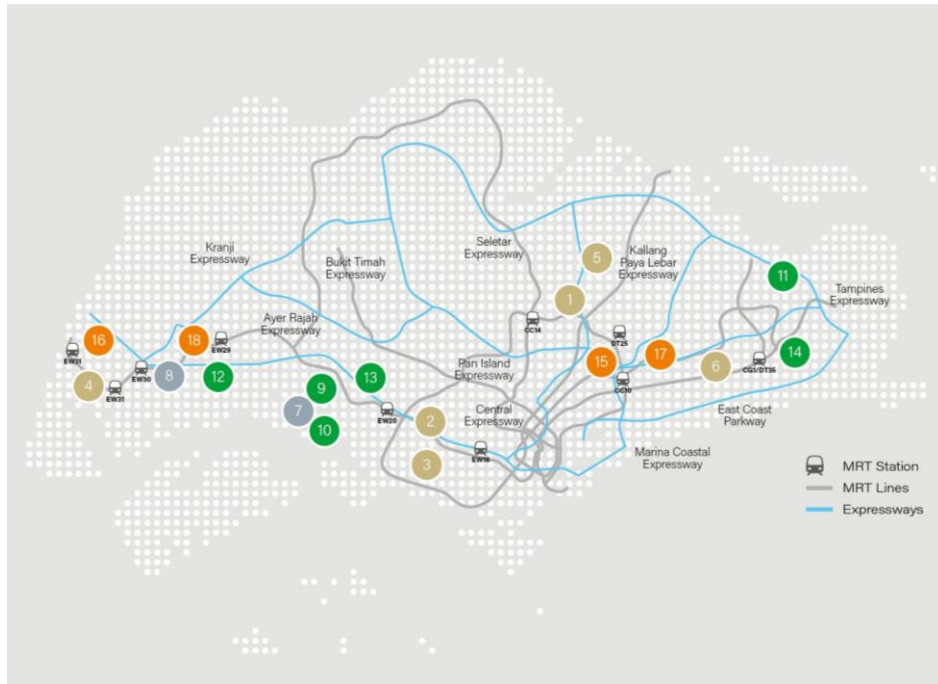 Kranji
Expressway
Seletar
Expressway
5
Kallang
Paya Lebar
Expressway
Bukit Timah
Expressway
11
Tampines
Expressway
1
Ayer Rajah
Expressway
CC14
DT25
16
18
EW29
EW31
15
17
14
CG1/DT35
6
EW30
8
12
Pan Island
Expressway
13
CC10
4
EW31
9
7
10
EW20
2
Central
Expressway
East Coast
Parkway
EW18
3
Marina Coastal
Expressway
MRT Station
MRT Lines
Expressways